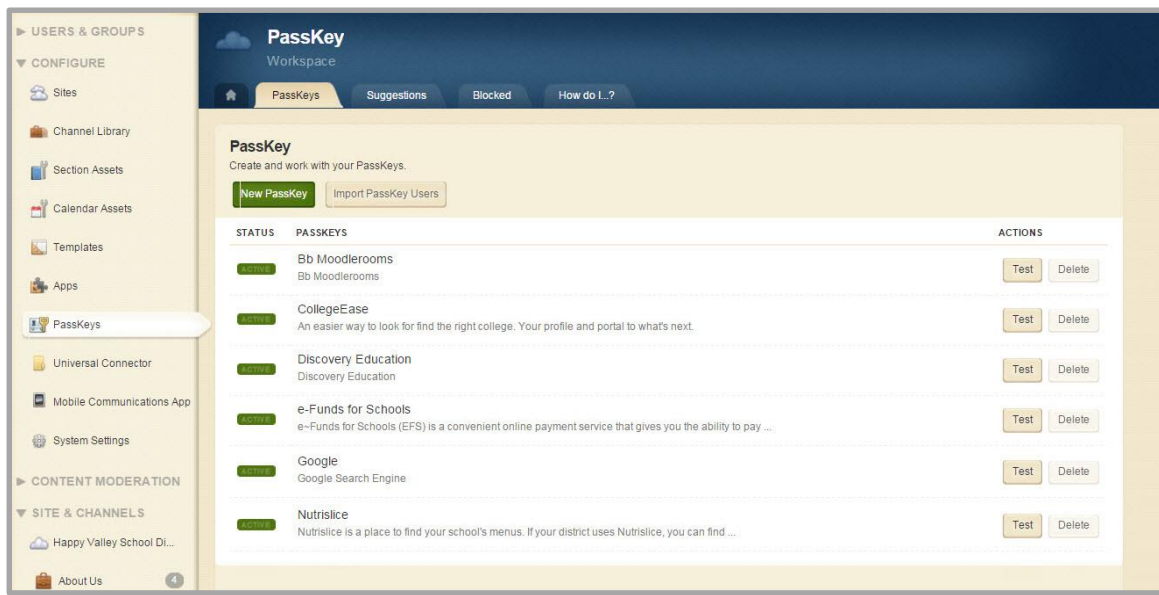 USERS & GROUPS
CONFIGURE
Sites
Channel Library
Section Assets
Calendar Assets
Templates
Apps
PassKeys
Universal Connector
Mobile Communications App
System Settings
CONTENT MODERATION
SITE & CHANNELS
Happy Valley School Di...
About Us 4
PassKey
Workspace
PassKeys Suggestions Blocked How do I...?
PassKey
Create and work with your PassKeys.
New PassKey Import PassKey Users
STATUS PASSKEYS ACTIONS
Bb Moodlerooms
ACTIVE Test Delete
Bb Moodlerooms
CollegeEase
ACTIVE Test Delete
An easier way to look for find the right college. Your profile and portal to what's next.
Discovery Education
ACTIVE Test Delete
Discovery Education
e-Funds for Schools
ACTIVE Test Delete
e~Funds for Schools (EFS) is a convenient online payment service that gives you the ability to pay ...
Google
ACTIVE Test Delete
Google Search Engine
Nutrislice
ACTIVE Test Delete
Nutrislice is a place to find your school's menus. If your district uses Nutrislice, you can find ...